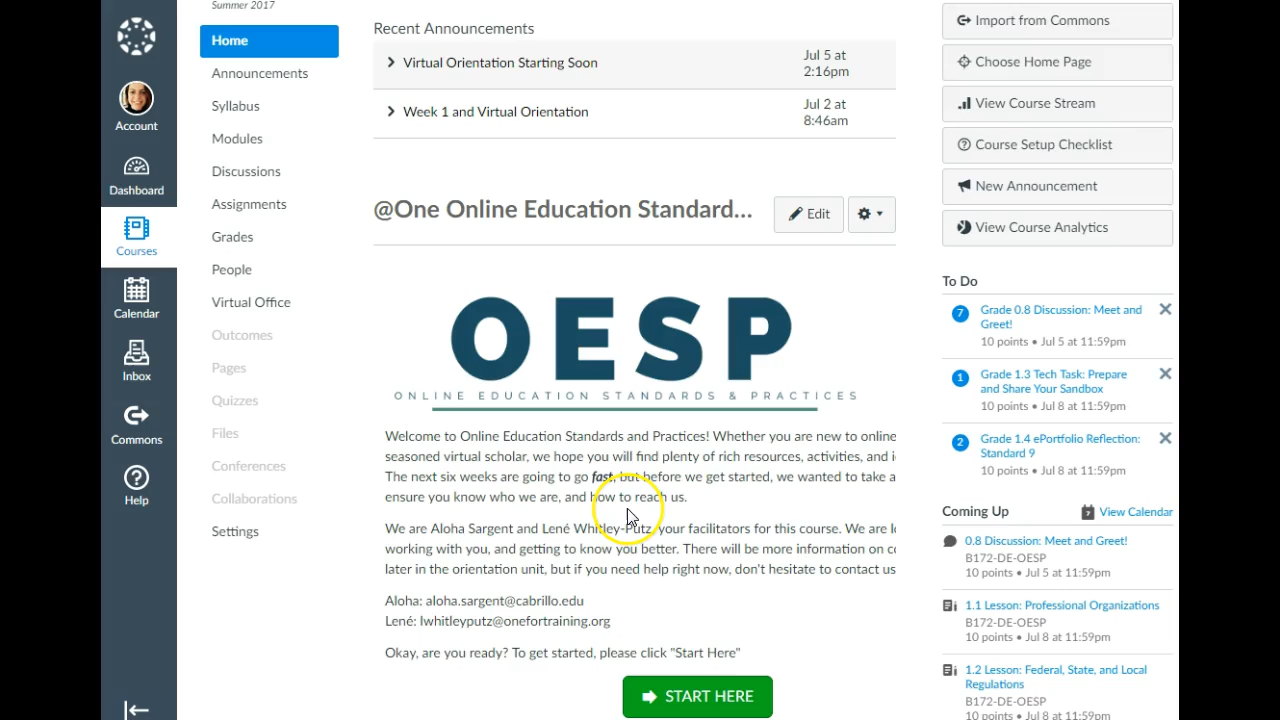 Summer 2017
Account
Dashboard
Courses
Calendar
Inbox
Commons
Help
Home
Announcements
Syllabus
Modules
Discussions
Assignments
Grades
People
Virtual Office
Outcomes
Pages
Quizzes
Files
Conferences
Collaborations
Settings
Recent Announcements
Virtual Orientation Starting Soon
Jul 5 at
2:16pm
Week 1 and Virtual Orientation
Jul 2 at
8:46am
@One Online Education Standard...
Edit
OESP
ONLINE EDUCATION STANDARDS & PRACTICES
Welcome to Online Education Standards and Practices! Whether you are new to online
seasoned virtual scholar, we hope you will find plenty of rich resources, activities, and
The next six weeks are going to go fast, but before we get started, we wanted to take a
ensure you know who we are, and how to reach us.
We are Aloha Sargent and Lené Whitley-Putz, your facilitators for this course. We are
working with you, and getting to know you better. There will be more information on
later in the orientation unit, but if you need help right now, don't hesitate to contact us
Aloha: aloha.sargent@cabrillo.edu
Lené: lwhitleyputz@onefortraining.org
Okay, are you ready? To get started, please click "Start Here"
START HERE
Import from Commons
Choose Home Page
View Course Stream
Course Setup Checklist
New Announcement
View Course Analytics
To Do
7 Grade 0.8 Discussion: Meet and
Greet!
10 points • Jul 5 at 11:59pm
1 Grade 1.3 Tech Task: Prepare
and Share Your Sandbox
10 points • Jul 8 at 11:59pm
2 Grade 1.4 ePortfolio Reflection:
Standard 9
10 points • Jul 8 at 11:59pm
Coming Up
View Calendar
0.8 Discussion: Meet and Greet!
B172-DE-OESP
10 points • Jul 5 at 11:59pm
1.1 Lesson: Professional Organizations
B172-DE-OESP
10 points • Jul 8 at 11:59pm
1.2 Lesson: Federal, State, and Local
Regulations
B172-DE-OESP
10 points • Jul 8 at 11:59pm